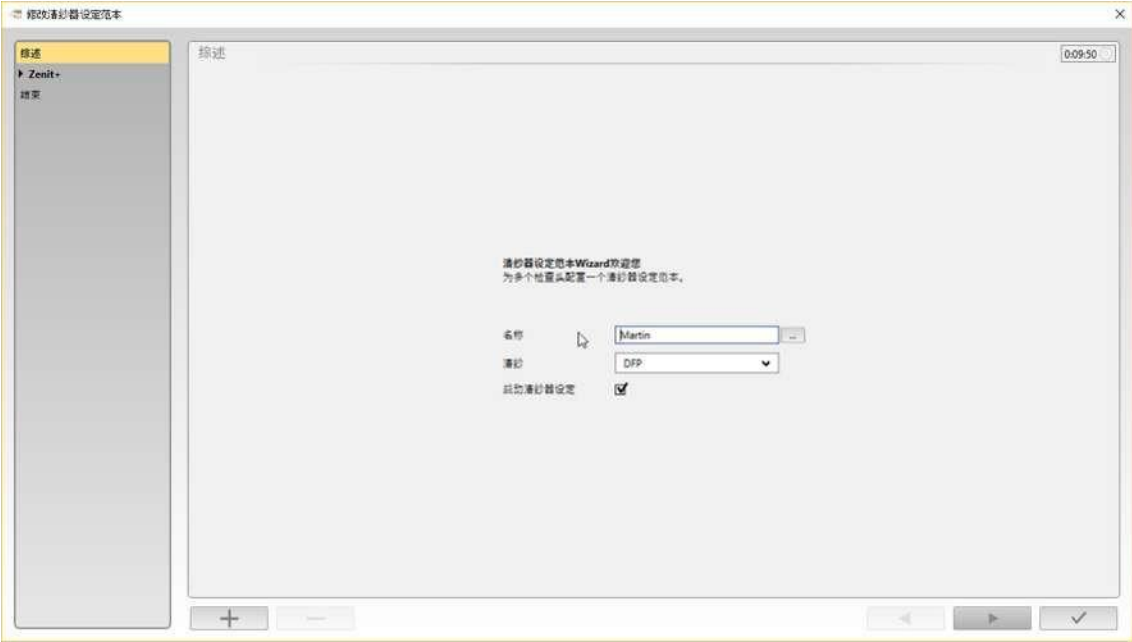 修改清纱器设定范本
综述
Zenit+
结束
综述
0:09:50
清纱器设定范本Wizard欢迎您
为多个检查头配置一个清纱器设定范本。
名称
Martin
...
清纱
DFP
启动清纱器设定